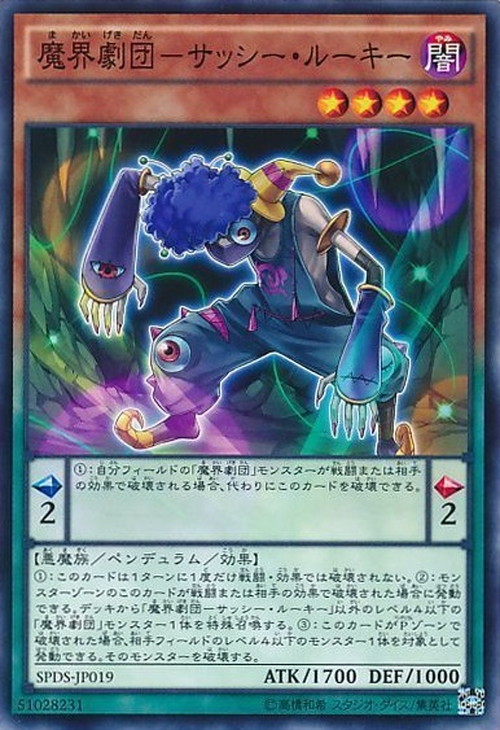 魔界劇団－サッシー・ルーキー
闇
①：自分フィールドの「魔界劇団」モンスターが戦闘または相手
の効果で破壊される場合、代わりにこのカードを破壊できる。
2
2
【悪魔族／ペンデュラム／効果】
①：このカードは１ターンに１度だけ戦闘・効果では破壊されない。②：モン
スターゾーンのこのカードが戦闘または相手の効果で破壊された場合に発動
できる。デッキから「魔界劇団－サッシー・ルーキー」以外のレベル４以下の
「魔界劇団」モンスター１体を特殊召喚する。③：このカードがＰゾーン
で破壊された場合、相手フィールドのレベル４以下のモンスター１体を対象として
発動できる。そのモンスターを破壊する。
SPDS-JP019
ATK/1700 DEF/1000
51028231
©高橋和希 スタジオ・ダイス/集英社